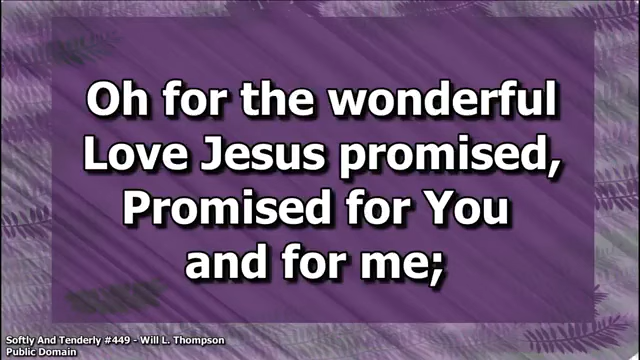 Oh for the wonderful
Love Jesus promised,
Promised for You
and for me;
Softly And Tenderly #449 - Will L. Thompson
Public Domain